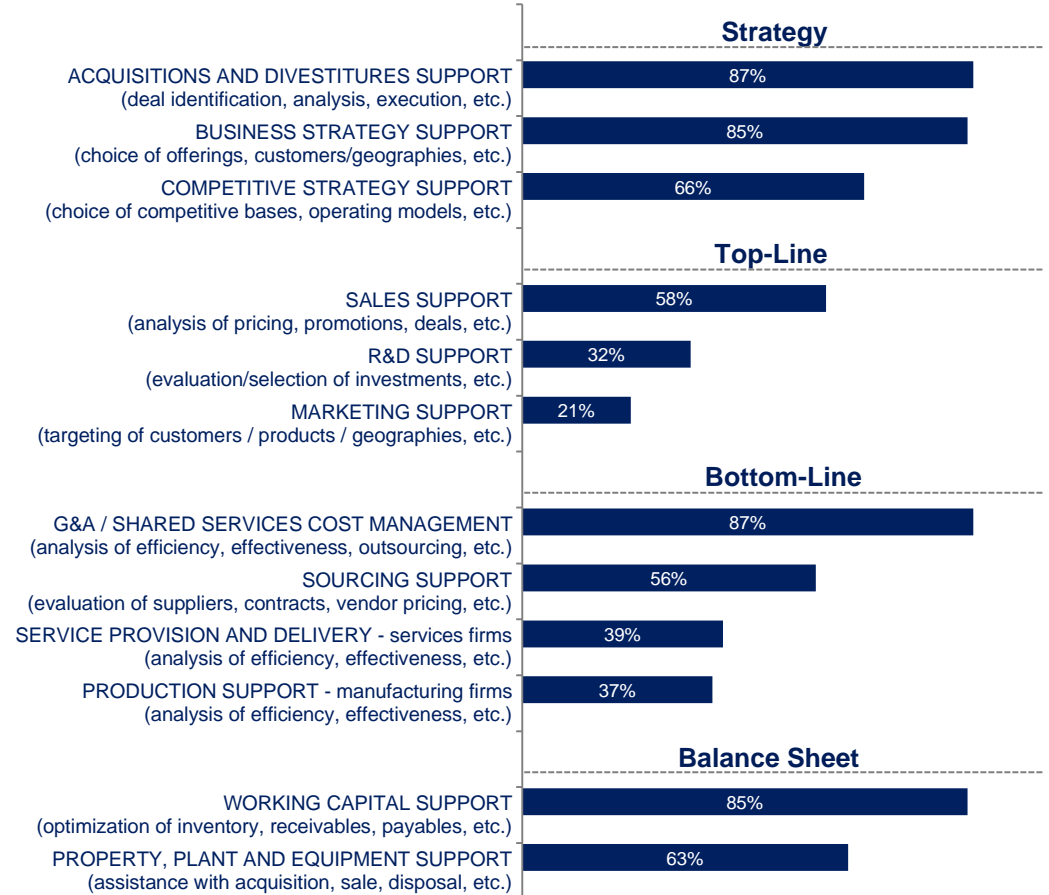 Strategy
ACQUISITIONS AND DIVESTITURES SUPPORT
(deal identification, analysis, execution, etc.)
87%
BUSINESS STRATEGY SUPPORT
(choice of offerings, customers/geographies, etc.)
85%
COMPETITIVE STRATEGY SUPPORT
(choice of competitive bases, operating models, etc.)
66%
Top-Line
SALES SUPPORT
(analysis of pricing, promotions, deals, etc.)
58%
R&D SUPPORT
(evaluation/selection of investments, etc.)
32%
MARKETING SUPPORT
(targeting of customers / products / geographies, etc.)
21%
Bottom-Line
G&A / SHARED SERVICES COST MANAGEMENT
(analysis of efficiency, effectiveness, outsourcing, etc.)
87%
SOURCING SUPPORT
(evaluation of suppliers, contracts, vendor pricing, etc.)
56%
SERVICE PROVISION AND DELIVERY - services firms
(analysis of efficiency, effectiveness, etc.)
39%
PRODUCTION SUPPORT - manufacturing firms
(analysis of efficiency, effectiveness, etc.)
37%
Balance Sheet
WORKING CAPITAL SUPPORT
(optimization of inventory, receivables, payables, etc.)
85%
PROPERTY, PLANT AND EQUIPMENT SUPPORT
(assistance with acquisition, sale, disposal, etc.)
63%